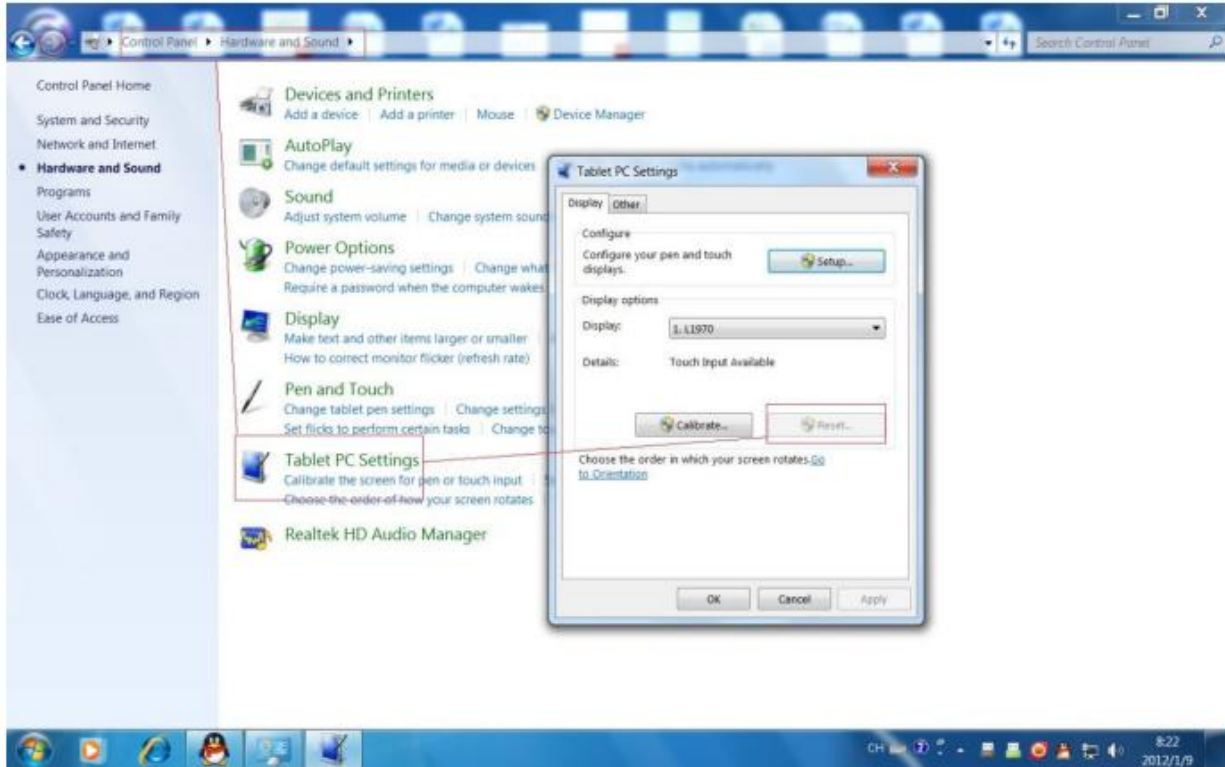 Control Panel ▸ Hardware and Sound ▸
Search Control Panel
Control Panel Home
System and Security
Network and Internet
• Hardware and Sound
Programs
User Accounts and Family
Safety
Appearance and
Personalization
Clock, Language, and Region
Ease of Access
Devices and Printers
Add a device | Add a printer | Mouse | Device Manager
AutoPlay
Change default settings for media or devices
Sound
Adjust system volume | Change system sound
Power Options
Change power-saving settings | Change what
Require a password when the computer wakes
Display
Make text and other items larger or smaller
How to correct monitor flicker (refresh rate)
Pen and Touch
Change tablet pen settings | Change settings
Set flicks to perform certain tasks | Change
Tablet PC Settings
Calibrate the screen for pen or touch input
Choose the order of how your screen rotates
Realtek HD Audio Manager
Tablet PC Settings
Display Other
Configure
Configure your pen and touch
displays.
Setup...
Display options
Display: 1. L1970
Details: Touch Input Available
Calibrate... Reset...
Choose the order in which your screen rotates.Go
to Orientation
OK Cancel Apply
CH
8:22
2012/1/9